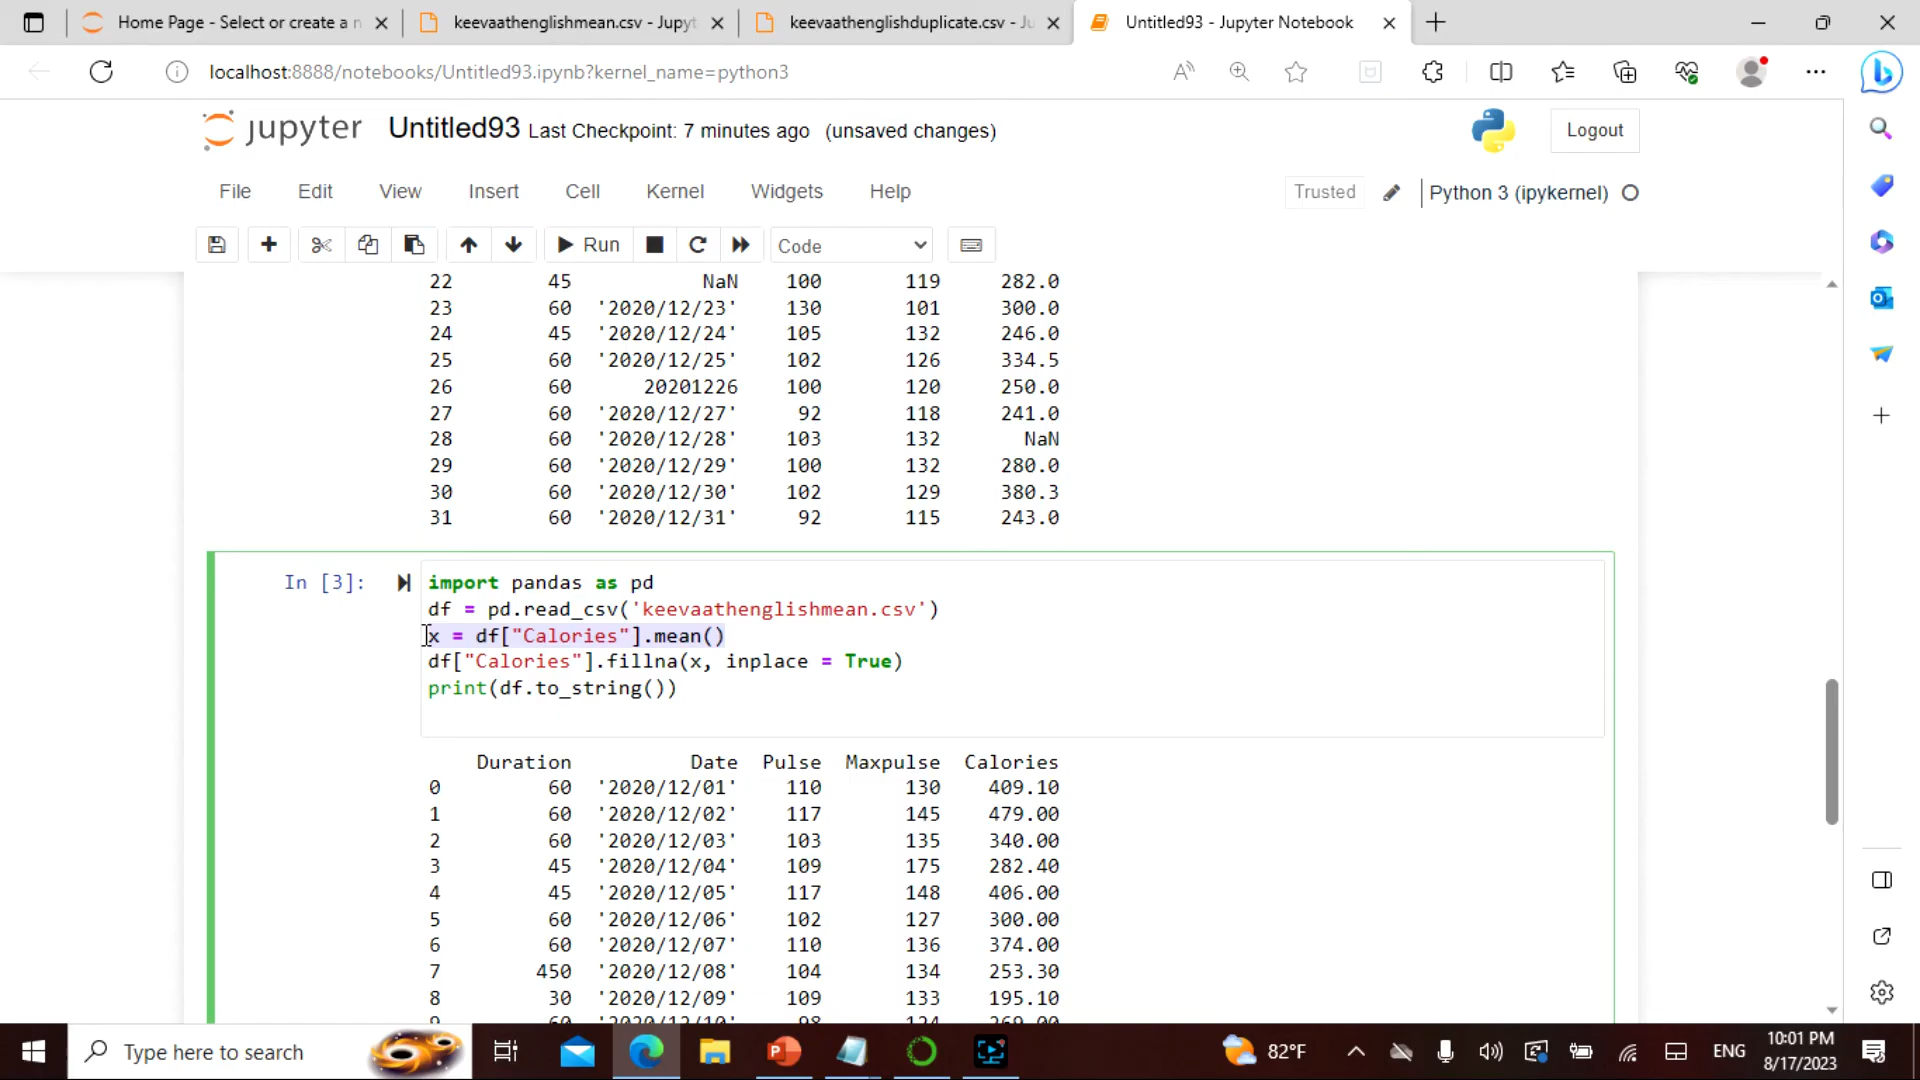 Home Page - Select or create a n
keevaathenglishmean.csv - Jupyt
keevaathenglishduplicate.csv - Ju
Untitled93 - Jupyter Notebook
localhost:8888/notebooks/Untitled93.ipynb?kernel_name=python3
jupyter Untitled93 Last Checkpoint: 7 minutes ago (unsaved changes)
Logout
File Edit View Insert Cell Kernel Widgets Help
Trusted Python 3 (ipykernel)
Run Code
22 45 NaN 100 119 282.0
23 60 '2020/12/23' 130 101 300.0
24 45 '2020/12/24' 105 132 246.0
25 60 '2020/12/25' 102 126 334.5
26 60 20201226 100 120 250.0
27 60 '2020/12/27' 92 118 241.0
28 60 '2020/12/28' 103 132 NaN
29 60 '2020/12/29' 100 132 280.0
30 60 '2020/12/30' 102 129 380.3
31 60 '2020/12/31' 92 115 243.0
In [3]:
import pandas as pd
df = pd.read_csv('keevaathenglishmean.csv')
x = df["Calories"].mean()
df["Calories"].fillna(x, inplace = True)
print(df.to_string())
Duration Date Pulse Maxpulse Calories
0 60 '2020/12/01' 110 130 409.10
1 60 '2020/12/02' 117 145 479.00
2 60 '2020/12/03' 103 135 340.00
3 45 '2020/12/04' 109 175 282.40
4 45 '2020/12/05' 117 148 406.00
5 60 '2020/12/06' 102 127 300.00
6 60 '2020/12/07' 110 136 374.00
7 450 '2020/12/08' 104 134 253.30
8 30 '2020/12/09' 109 133 195.10
9 60 '2020/12/10' 98 124 269.00
Type here to search
82°F
ENG
10:01 PM
8/17/2023